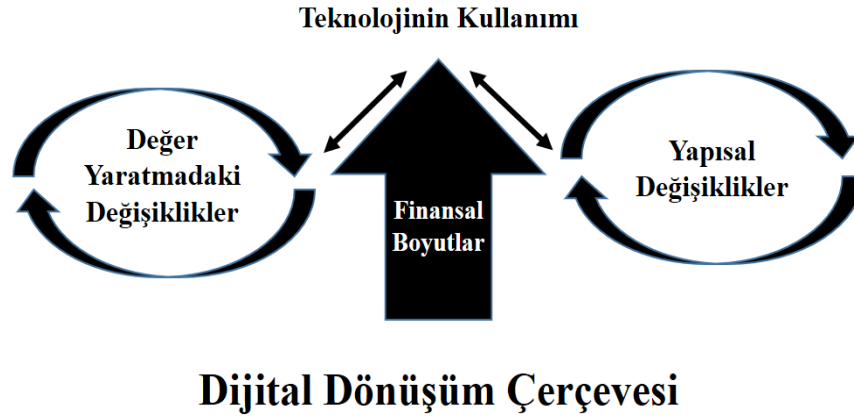 Teknolojinin Kullanımı
Değer
Yaratmadaki
Değişiklikler
Finansal
Boyutlar
Yapısal
Değişiklikler
Dijital Dönüşüm Çerçevesi